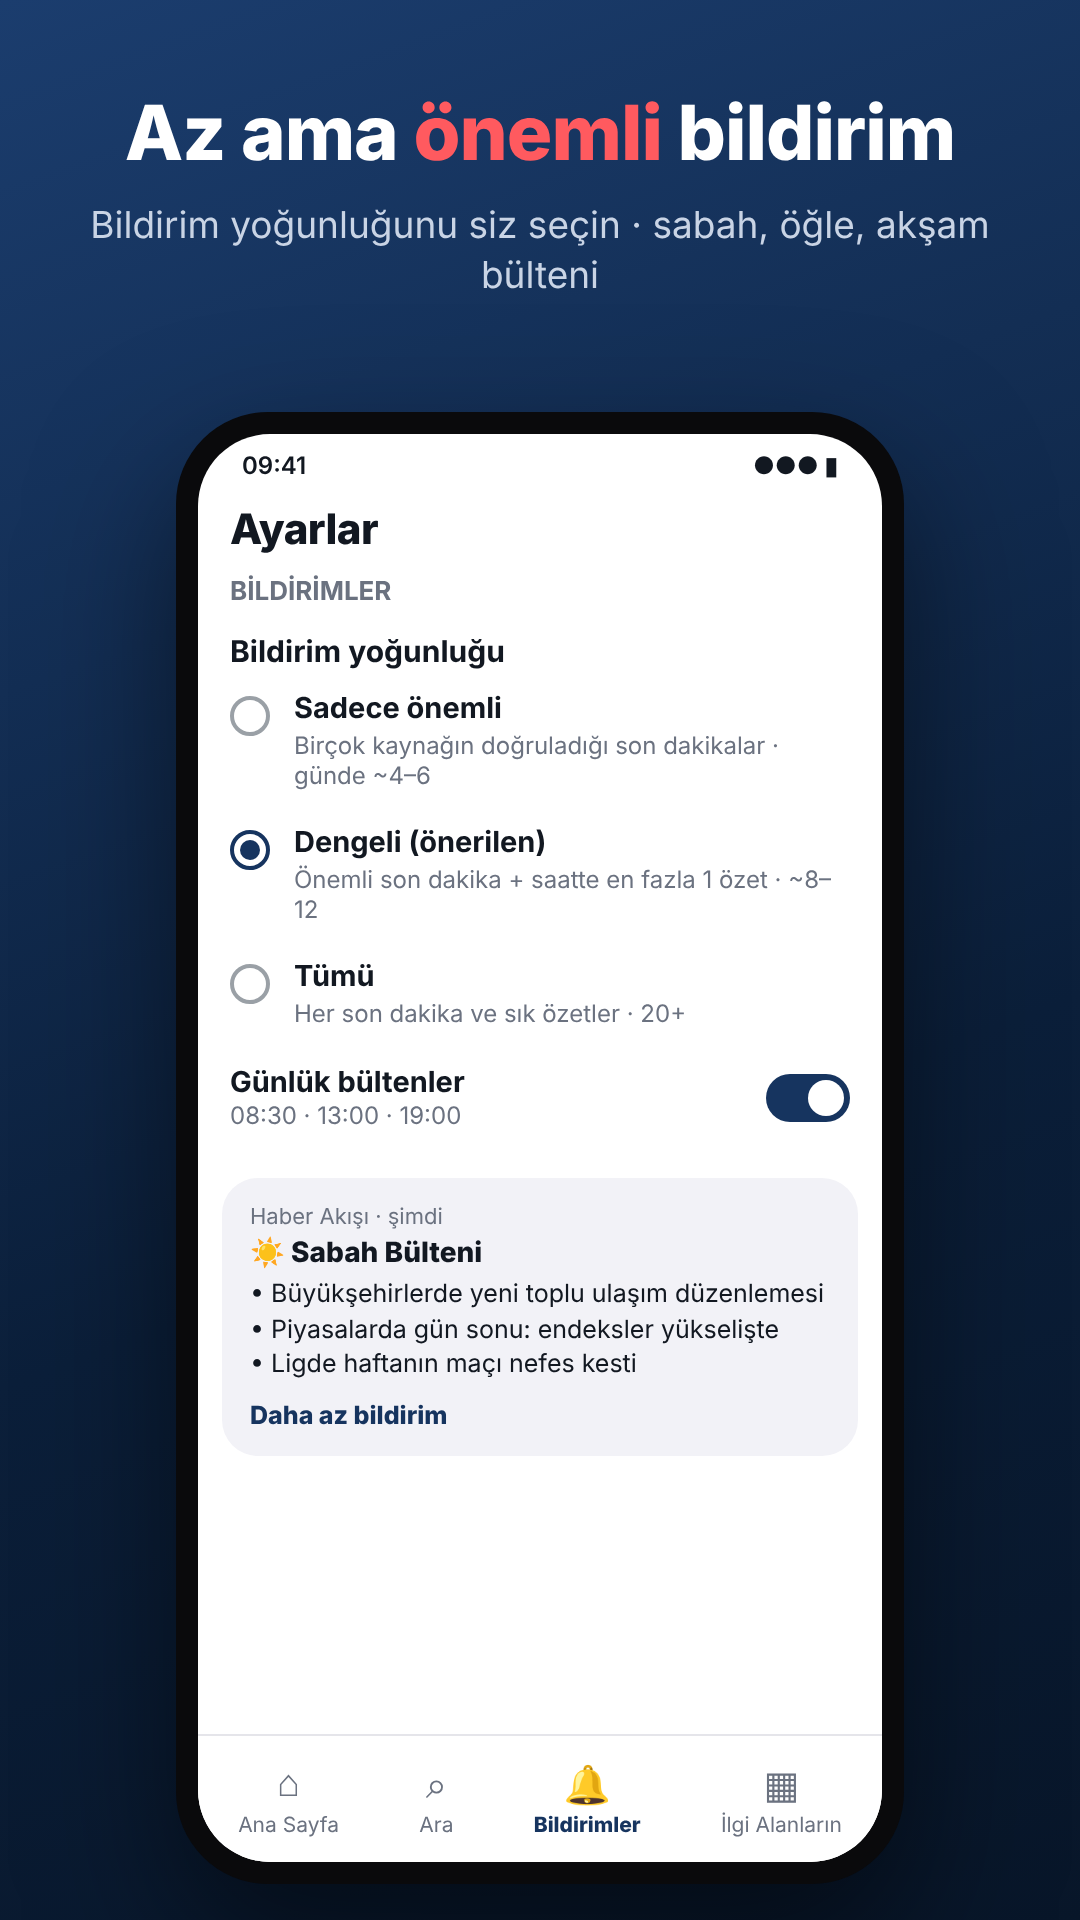 Az ama önemli bildirim
Bildirim yoğunluğunu siz seçin · sabah, öğle, akşam
bülteni
09:41
Ayarlar
BİLDİRİMLER
Bildirim yoğunluğu
Sadece önemli
Birçok kaynağın doğruladığı son dakikalar ·
günde ~4–6
Dengeli (önerilen)
Önemli son dakika + saatte en fazla 1 özet · ~8–
12
Tümü
Her son dakika ve sık özetler · 20+
Günlük bültenler
08:30 · 13:00 · 19:00
Haber Akışı · şimdi
☀️ Sabah Bülteni
• Büyükşehirlerde yeni toplu ulaşım düzenlemesi
• Piyasalarda gün sonu: endeksler yükselişte
• Ligde haftanın maçı nefes kesti
Daha az bildirim
Ana Sayfa
Ara
Bildirimler
İlgi Alanların